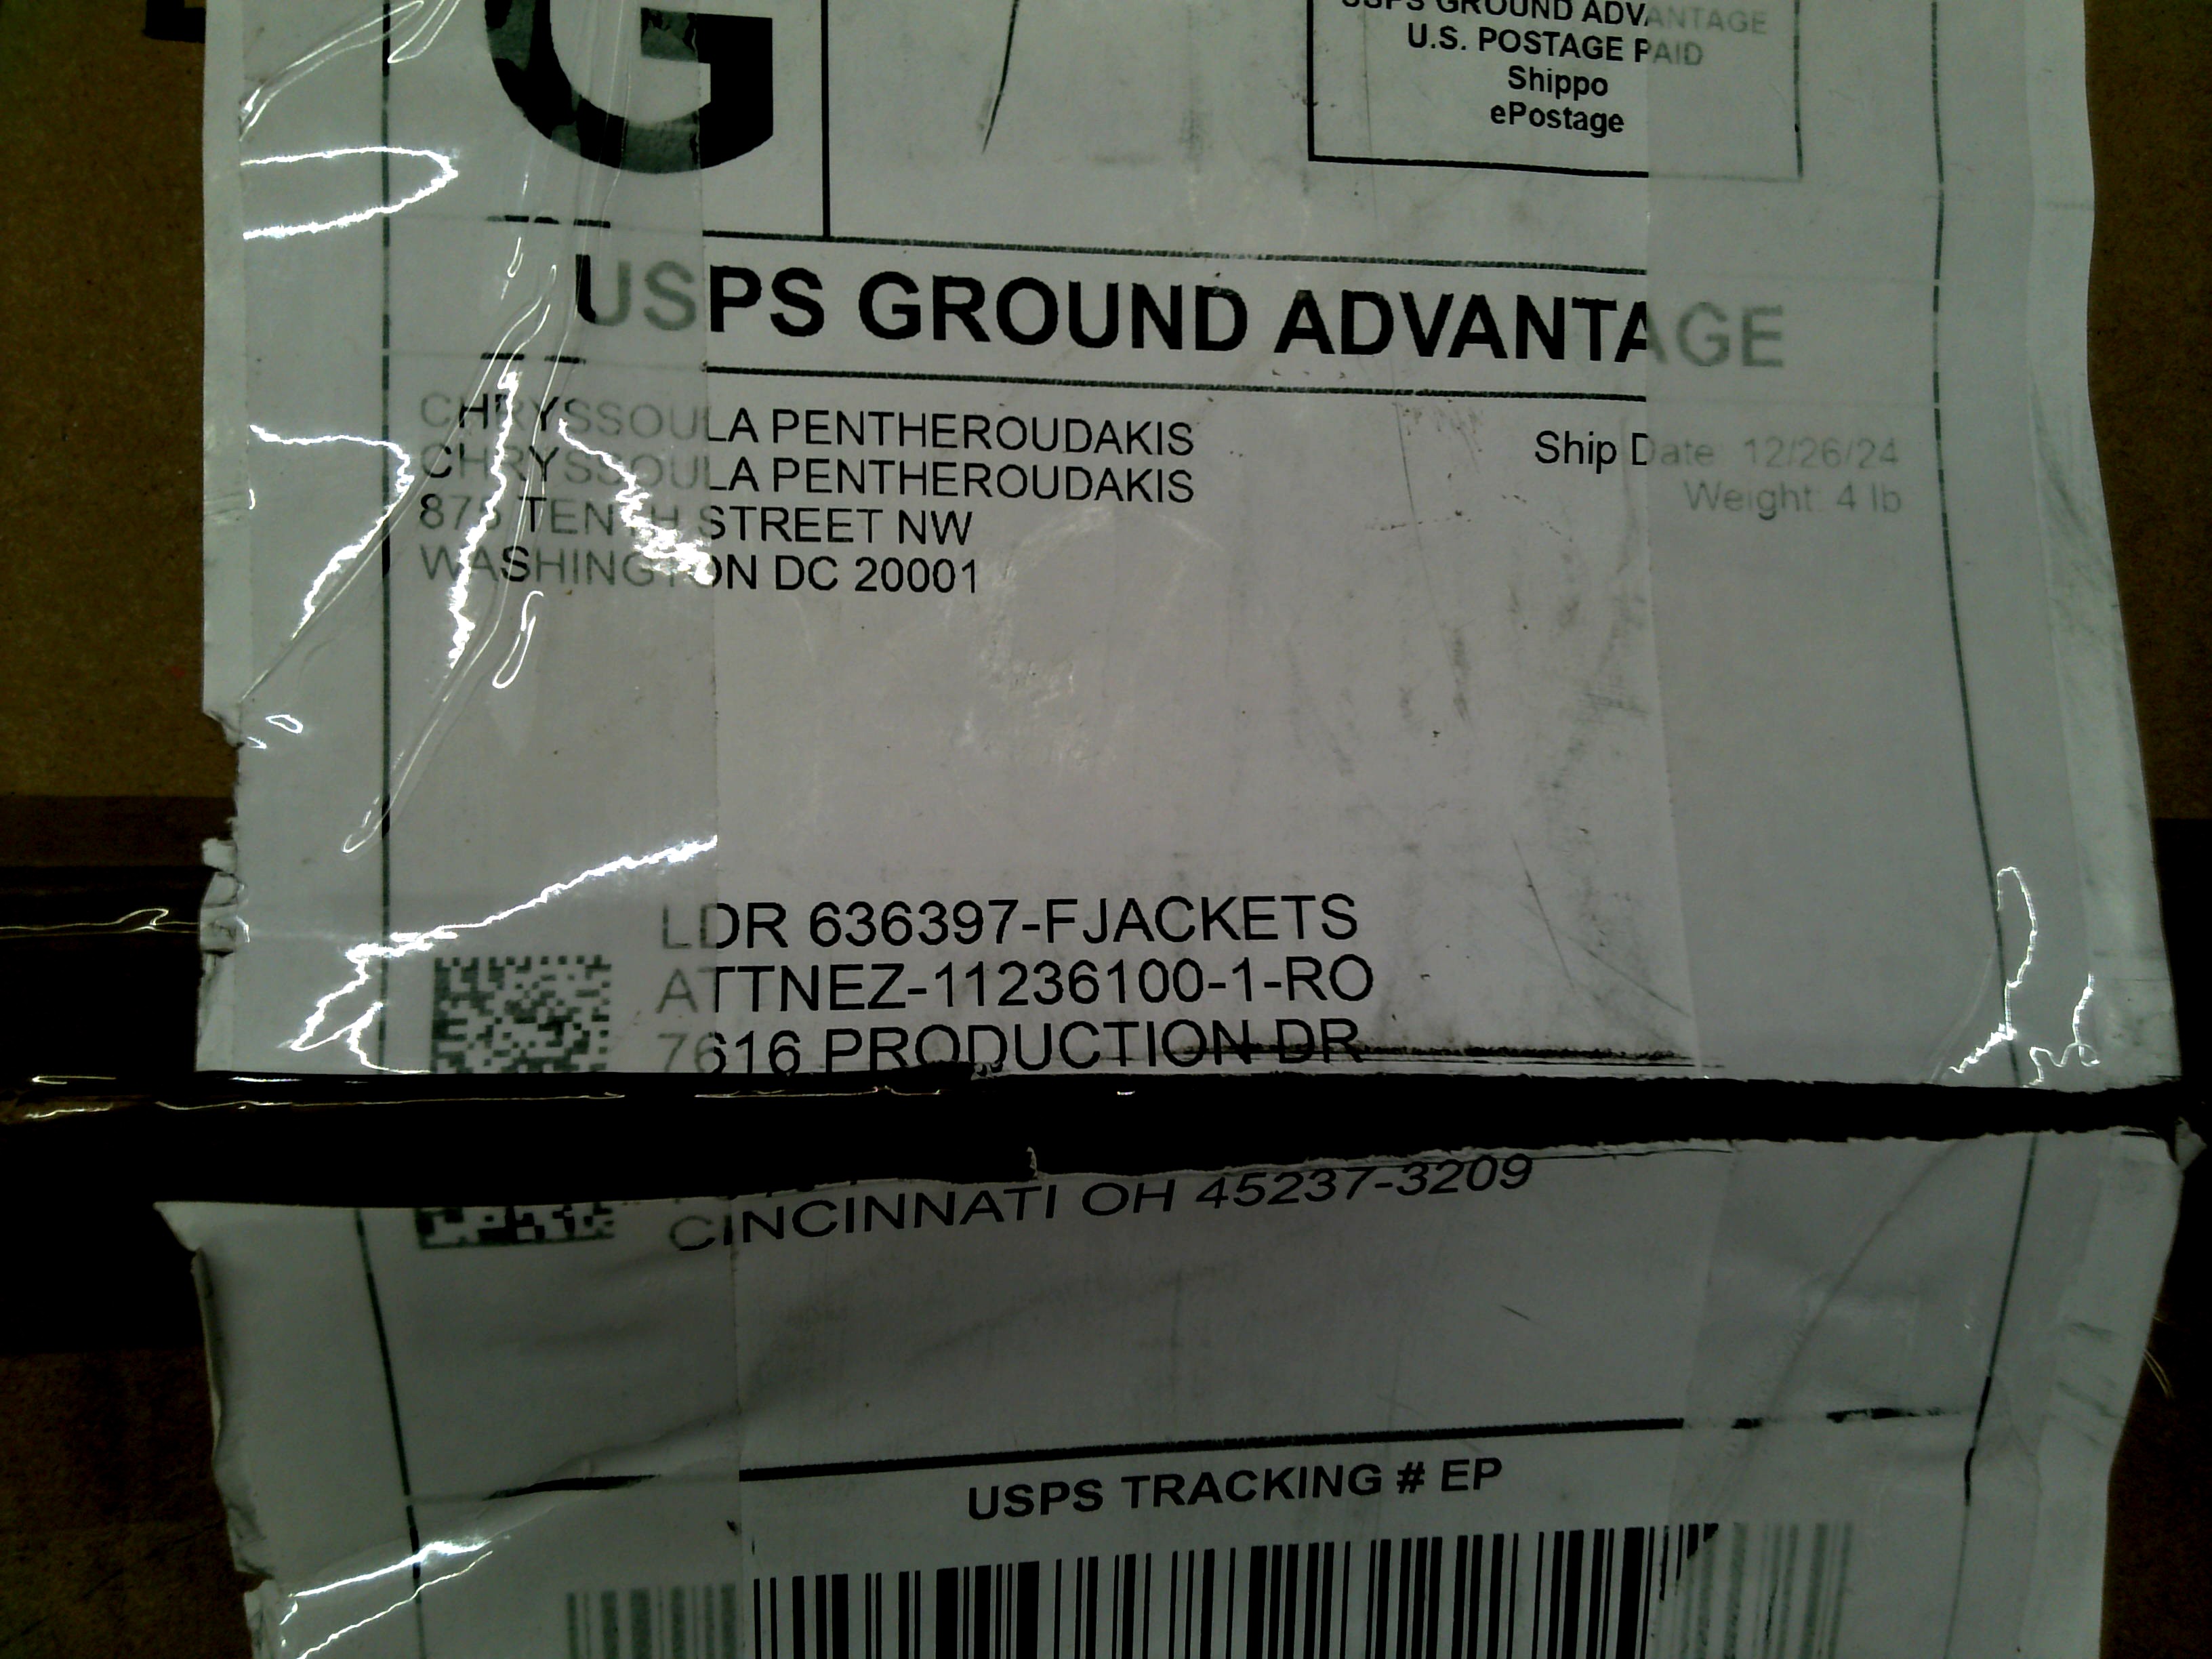 G
USPS GROUND ADVANTAGE
U.S. POSTAGE PAID
Shippo
ePostage
USPS GROUND ADVANTAGE
CHRYSSOULA PENTHEROUDAKIS
Ship Date: 12/26/24
CHRYSSOULA PENTHEROUDAKIS
Weight: 4 lb
875 TENTH STREET NW
WASHINGTON DC 20001
LDR 636397-FJACKETS
ATTNEZ-11236100-1-RO
7616 PRODUCTION DR
CINCINNATI OH 45237-3209
USPS TRACKING # EP